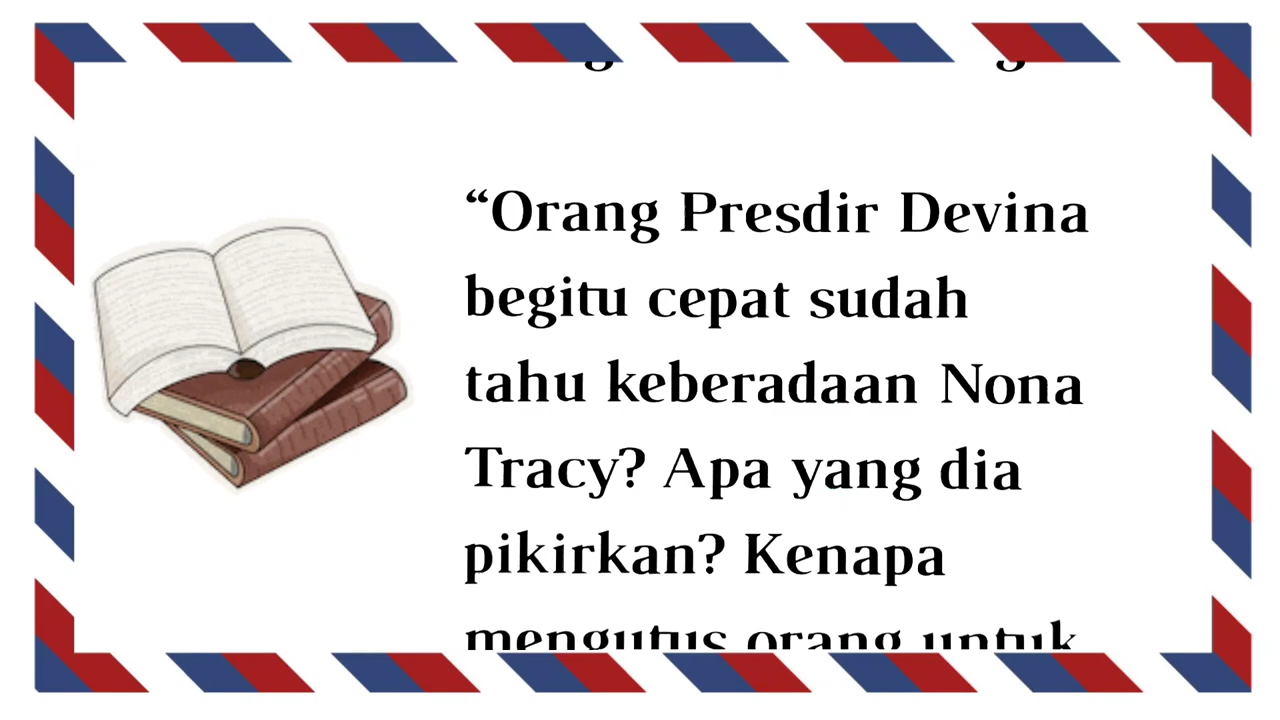 “Orang Presdir Devina
begitu cepat sudah
tahu keberadaan Nona
Tracy? Apa yang dia
pikirkan? Kenapa
mengutus orang untuk